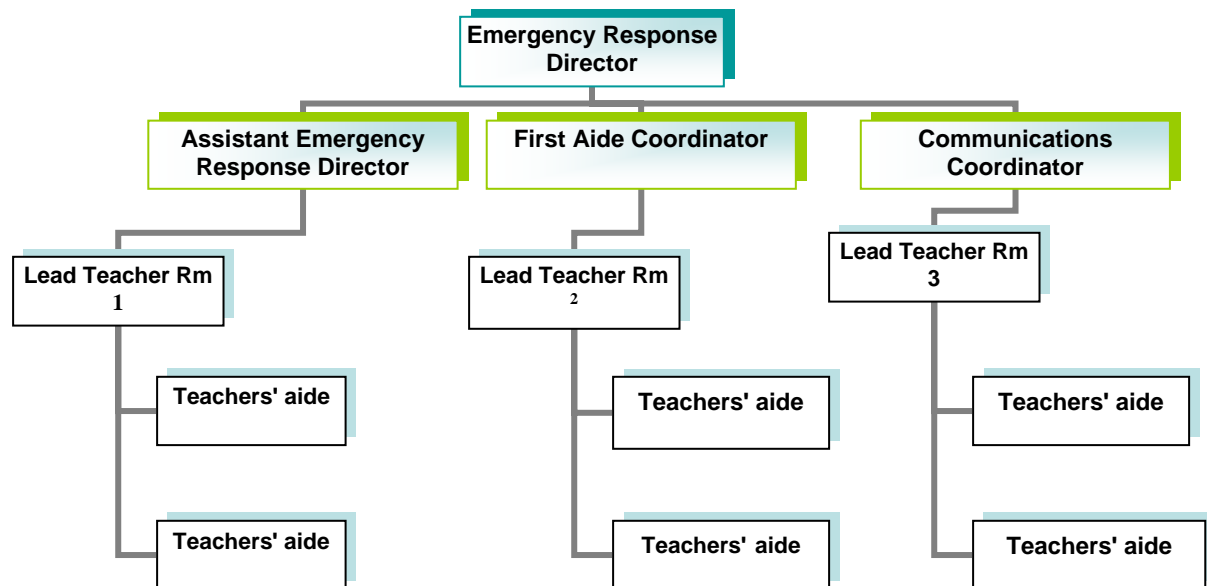 Emergency Response
Director
Assistant Emergency
Response Director
First Aide Coordinator
Communications
Coordinator
Lead Teacher Rm
1
Lead Teacher Rm
2
Lead Teacher Rm
3
Teachers' aide
Teachers' aide
Teachers' aide
Teachers' aide
Teachers' aide
Teachers' aide